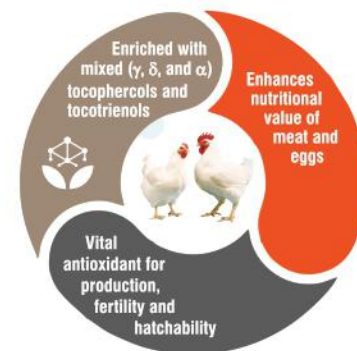 Enriched with
mixed (γ, δ, and α)
tocophercols and
tocotrienols
Enhances
nutritional
value of
meat and
eggs
Vital
antioxidant for
production,
fertility and
hatchability